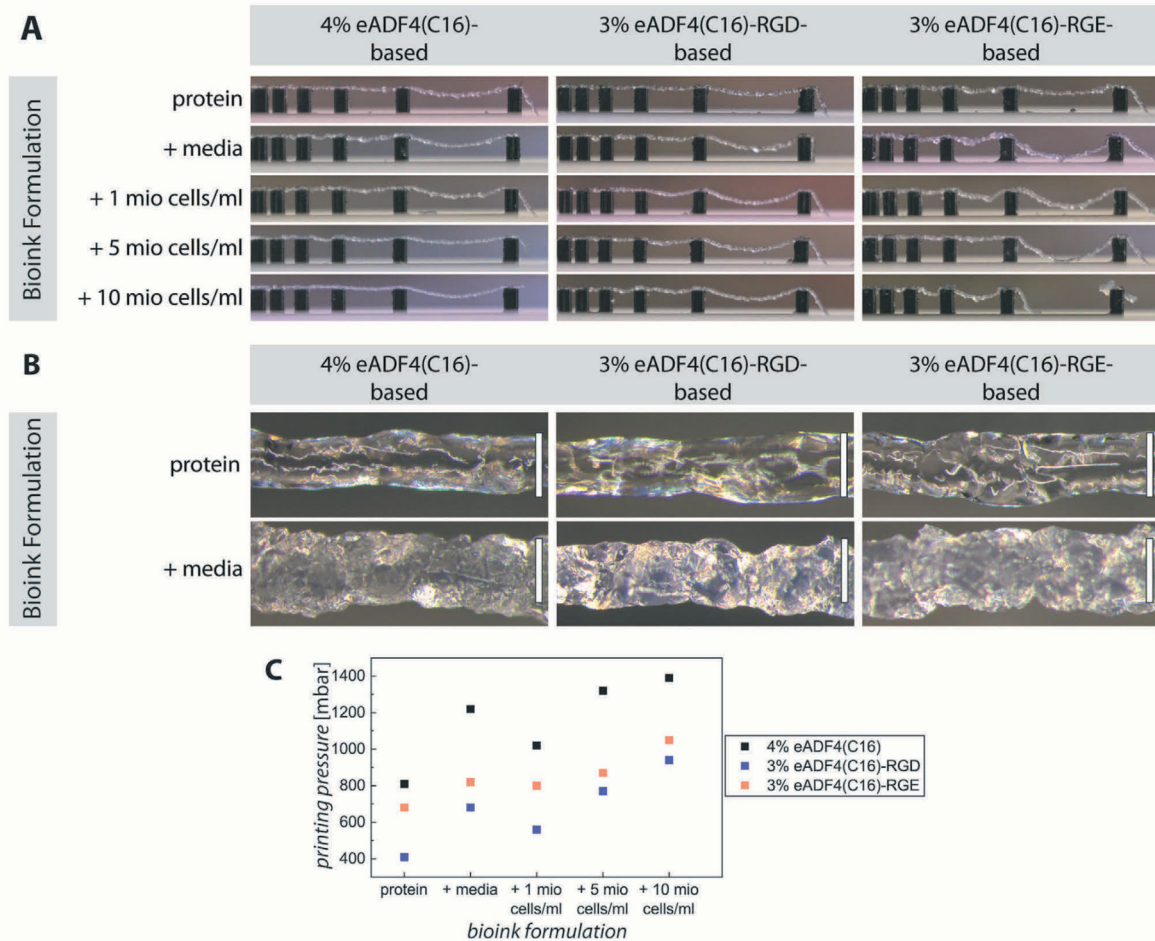 A
4% eADF4(C16)-
based
3% eADF4(C16)-RGD-
based
3% eADF4(C16)-RGE-
based
Bioink Formulation
protein
+ media
+ 1 mio cells/ml
+ 5 mio cells/ml
+ 10 mio cells/ml
B
4% eADF4(C16)-
based
3% eADF4(C16)-RGD-
based
3% eADF4(C16)-RGE-
based
Bioink Formulation
protein
+ media
C
printing pressure [mbar]
1400
1200
1000
800
600
400
protein
+ media
+ 1 mio
cells/ml
+ 5 mio
cells/ml
+ 10 mio
cells/ml
bioink formulation
4% eADF4(C16)
3% eADF4(C16)-RGD
3% eADF4(C16)-RGE